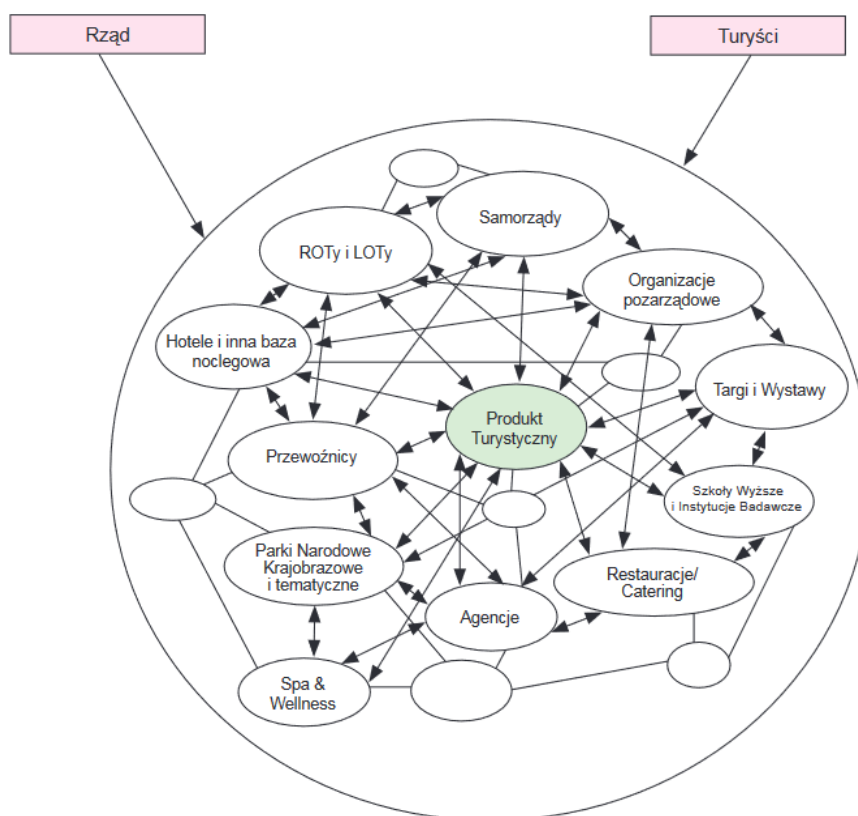 Rząd
Turyści
Samorządy
ROTy i LOTy
Organizacje
pozarządowe
Hotele i inna baza
noclegowa
Targi i Wystawy
Produkt
Turystyczny
Przewoźnicy
Szkoły Wyższe
i Instytucje Badawcze
Parki Narodowe
Krajobrazowe
i tematyczne
Restauracje/
Catering
Agencje
Spa &
Wellness